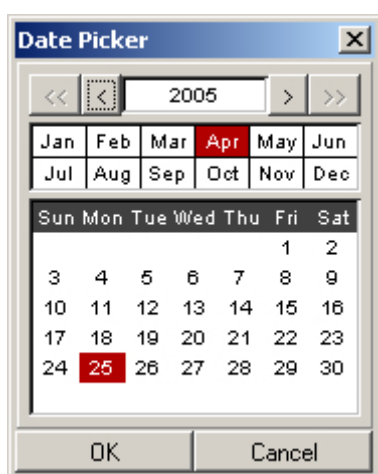 Date Picker
<< < 2005 > >>
Jan Feb Mar Apr May Jun
Jul Aug Sep Oct Nov Dec
Sun Mon Tue Wed Thu Fri Sat
1 2
3 4 5 6 7 8 9
10 11 12 13 14 15 16
17 18 19 20 21 22 23
24 25 26 27 28 29 30
OK Cancel